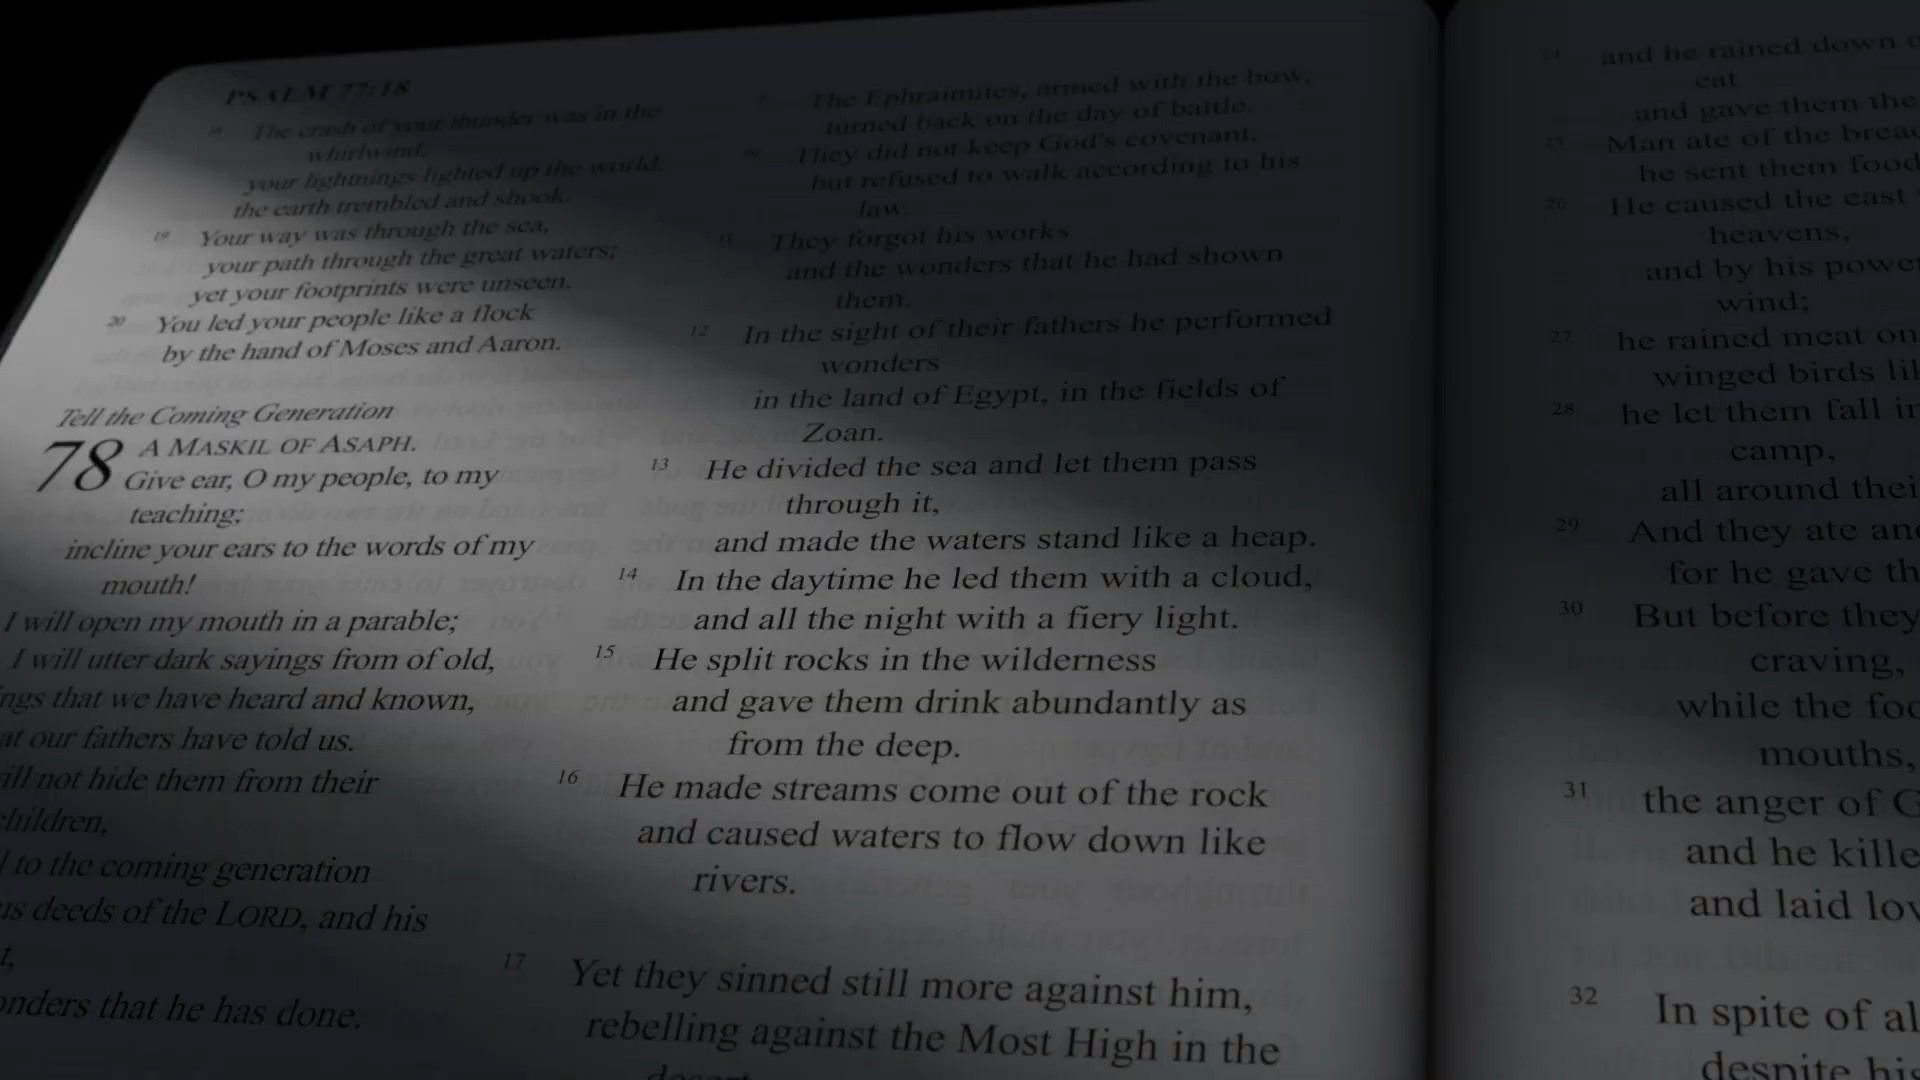 PSALM 77:18
18 The crash of your thunder was in the
whirlwind;
your lightnings lighted up the world;
the earth trembled and shook.
19 Your way was through the sea,
your path through the great waters;
yet your footprints were unseen.
20 You led your people like a flock
by the hand of Moses and Aaron.
Tell the Coming Generation
78 A MASKIL OF ASAPH.
Give ear, O my people, to my
teaching;
incline your ears to the words of my
mouth!
I will open my mouth in a parable;
I will utter dark sayings from of old,
ngs that we have heard and known,
at our fathers have told us.
ill not hide them from their
children,
l to the coming generation
us deeds of the LORD, and his
t,
onders that he has done.
9 The Ephraimites, armed with the bow,
turned back on the day of battle.
10 They did not keep God's covenant,
but refused to walk according to his
law.
11 They forgot his works
and the wonders that he had shown
them.
12 In the sight of their fathers he performed
wonders
in the land of Egypt, in the fields of
Zoan.
13 He divided the sea and let them pass
through it,
and made the waters stand like a heap.
14 In the daytime he led them with a cloud,
and all the night with a fiery light.
15 He split rocks in the wilderness
and gave them drink abundantly as
from the deep.
16 He made streams come out of the rock
and caused waters to flow down like
rivers.
17 Yet they sinned still more against him,
rebelling against the Most High in the
desert.
24 and he rained down
eat
and gave them the
25 Man ate of the brea
he sent them food
26 He caused the east
heavens,
and by his powe
wind;
27 he rained meat on
winged birds li
28 he let them fall in
camp,
all around thei
29 And they ate an
for he gave th
30 But before they
craving,
while the foo
mouths,
31 the anger of G
and he kille
and laid lov
32 In spite of al
despite his